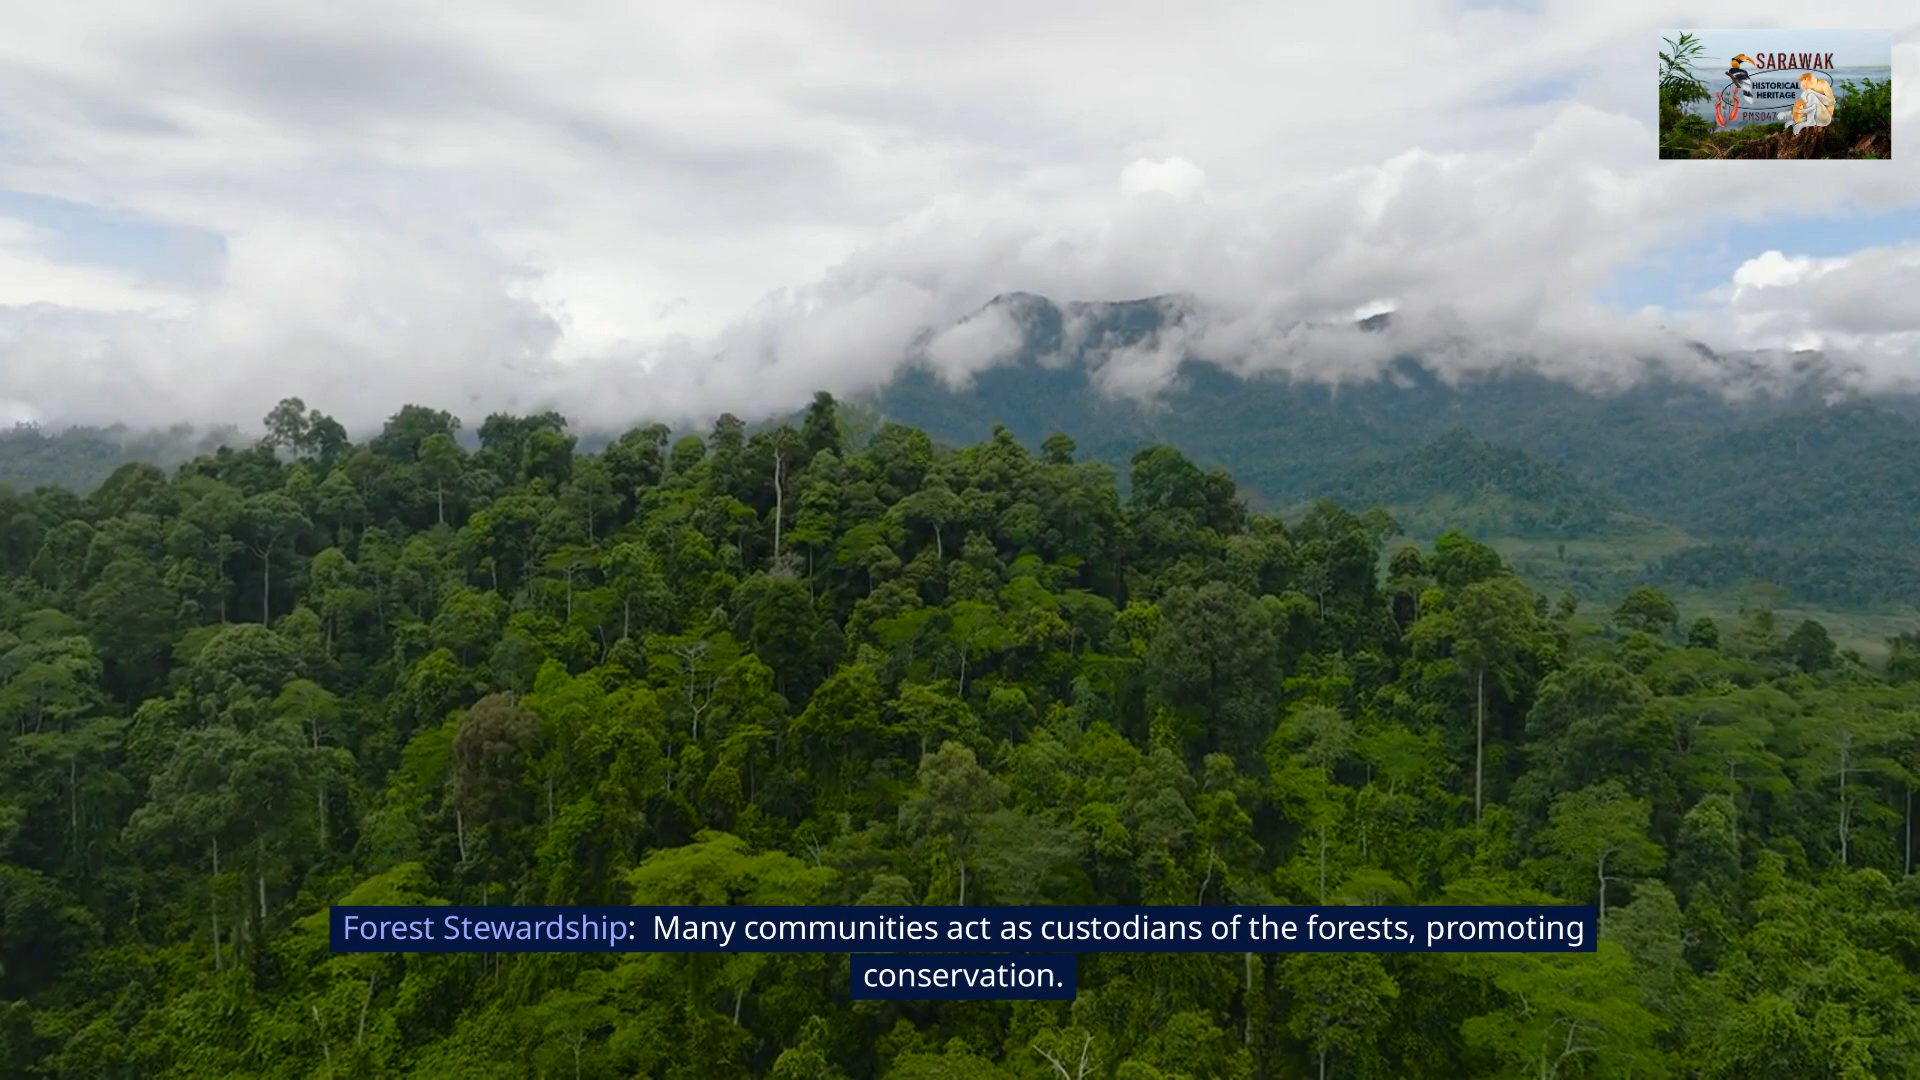 SARAWAK
HISTORICAL
HERITAGE
PMS047
Forest Stewardship:  Many communities act as custodians of the forests, promoting
conservation.